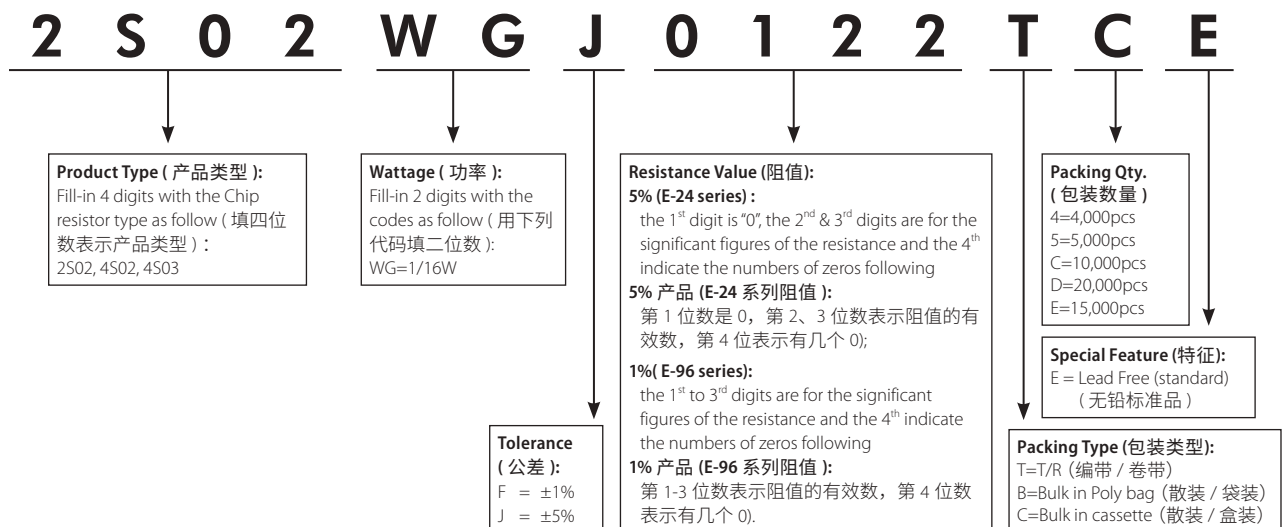 2 S 0 2 W G J 0 1 2 2 T C E
Product Type ( 产品类型 ):
Fill-in 4 digits with the Chip
resistor type as follow ( 填四位
数表示产品类型 ) :
2S02, 4S02, 4S03
Wattage ( 功率 ):
Fill-in 2 digits with the
codes as follow ( 用下列
代码填二位数 ):
WG=1/16W
Tolerance
( 公差 ):
F = ±1%
J = ±5%
Resistance Value (阻值):
5% (E-24 series) :
the 1st digit is “0”, the 2nd & 3rd digits are for the
significant figures of the resistance and the 4th
indicate the numbers of zeros following
5% 产品 (E-24 系列阻值 ):
第 1 位数是 0，第 2、3 位数表示阻值的有
效数，第 4 位表示有几个 0);
1%( E-96 series):
the 1st to 3rd digits are for the significant
figures of the resistance and the 4th indicate
the numbers of zeros following
1% 产品 (E-96 系列阻值 ):
第 1-3 位数表示阻值的有效数，第 4 位数
表示有几个 0).
Packing Qty.
( 包装数量 )
4=4,000pcs
5=5,000pcs
C=10,000pcs
D=20,000pcs
E=15,000pcs
Special Feature (特征):
E = Lead Free (standard)
( 无铅标准品 )
Packing Type (包装类型):
T=T/R (编带 / 卷带)
B=Bulk in Poly bag (散装 / 袋装)
C=Bulk in cassette (散装 / 盒装)